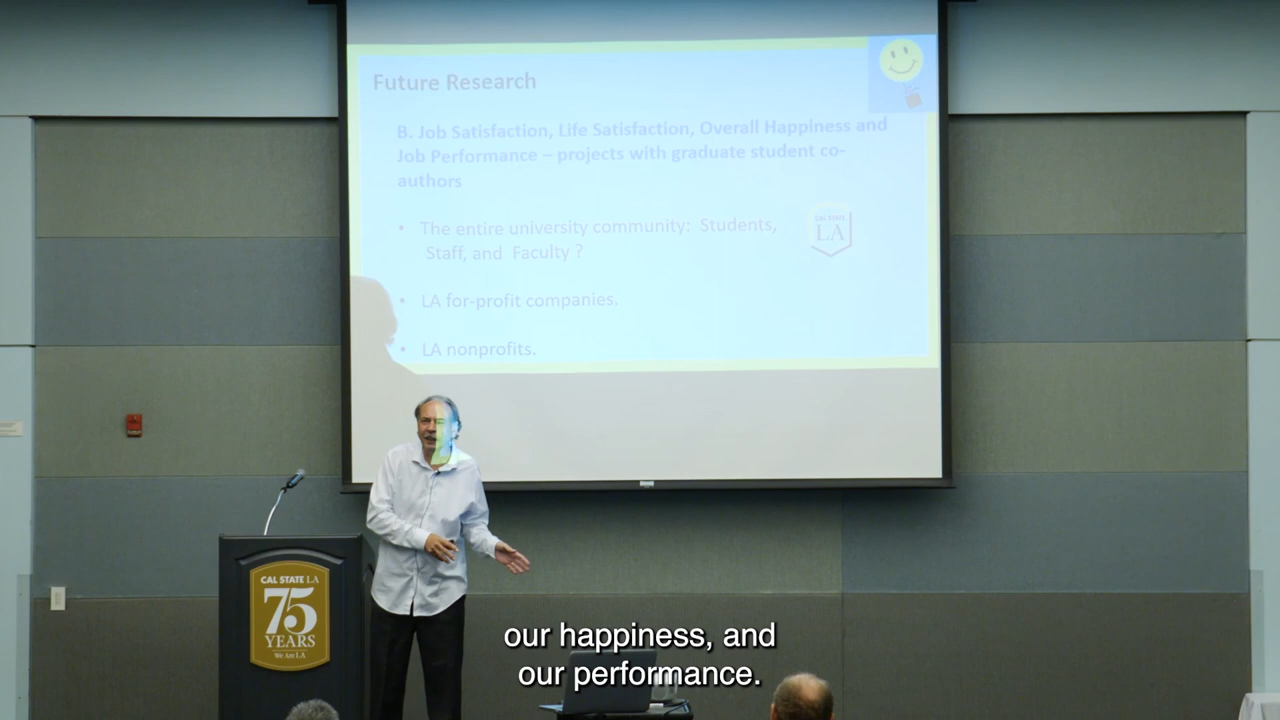 Future Research
B. Job Satisfaction, Life Satisfaction, Overall Happiness and
Job Performance – projects with graduate student co-
authors
• The entire university community: Students,
Staff, and Faculty ?
CAL STATE
LA
• LA for-profit companies.
• LA nonprofits.
CAL STATE LA
75
YEARS
We Are LA
our happiness, and
our performance.